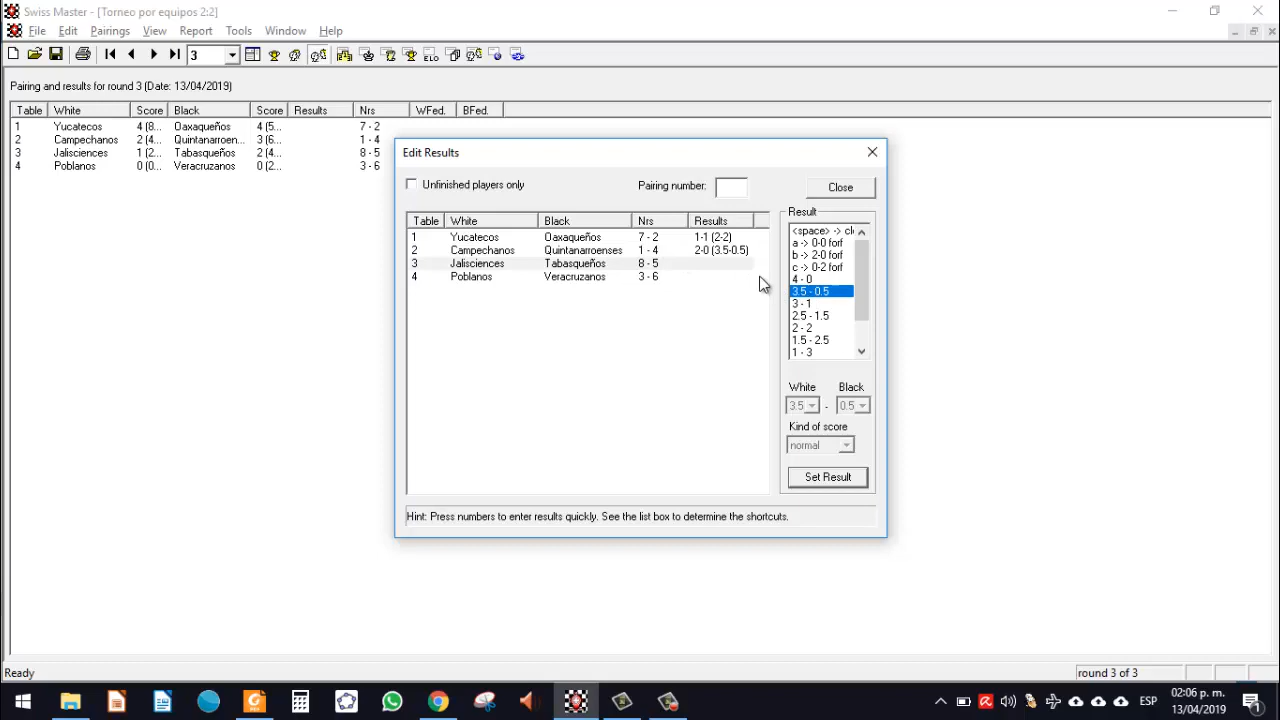 Swiss Master - [Torneo por equipos 2:2]
File Edit Pairings View Report Tools Window Help
3
Pairing and results for round 3 (Date: 13/04/2019)
Table White Score Black Score Results Nrs WFed. BFed.
1 Yucatecos 4 (8... Oaxaqueños 4 (5... 7 - 2
2 Campechanos 2 (4... Quintanarroen... 3 (6... 1 - 4
3 Jalisciences 1 (2... Tabasqueños 2 (4... 8 - 5
4 Poblanos 0 (0... Veracruzanos 0 (2... 3 - 6
Edit Results
Unfinished players only
Pairing number:
Close
Table White Black Nrs Results
1 Yucatecos Oaxaqueños 7 - 2 1-1 (2-2)
2 Campechanos Quintanarroenses 1 - 4 2-0 (3.5-0.5)
3 Jalisciences Tabasqueños 8 - 5
4 Poblanos Veracruzanos 3 - 6
Result
<space> -> cl
a -> 0-0 forf
b -> 2-0 forf
c -> 0-2 forf
4 - 0
3.5 - 0.5
3 - 1
2.5 - 1.5
2 - 2
1.5 - 2.5
1 - 3
White Black
3.5 - 0.5
Kind of score
normal
Set Result
Hint: Press numbers to enter results quickly. See the list box to determine the shortcuts.
Ready
round 3 of 3
ESP
02:06 p. m.
13/04/2019
1